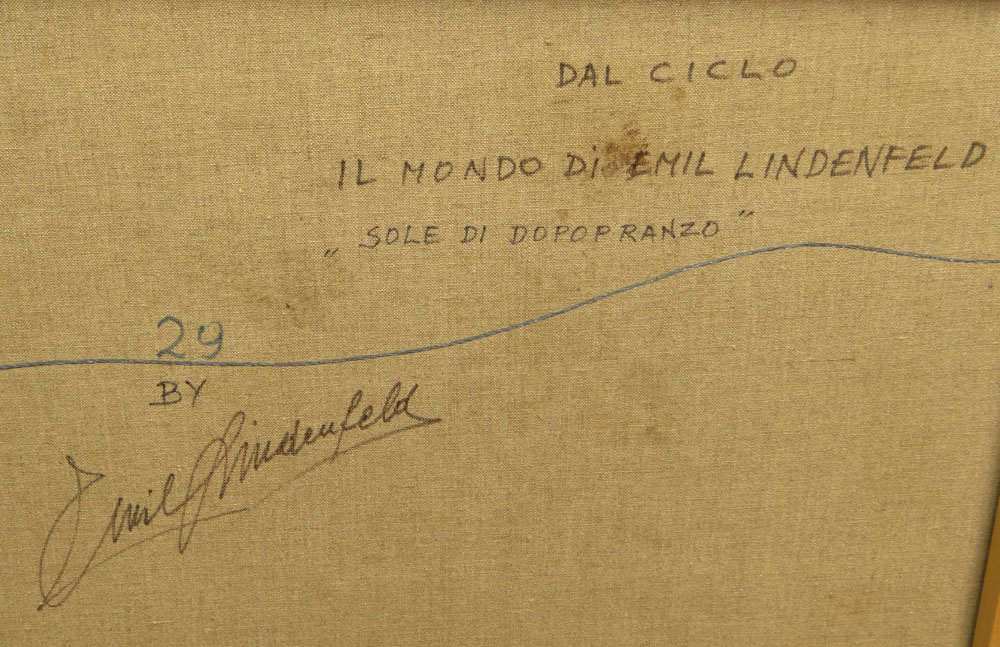 DAL CICLO
IL MONDO Di EMIL LINDENFELD
„ SOLE DI DOPOPRANZO ”
29
BY
Emil Lindenfeld